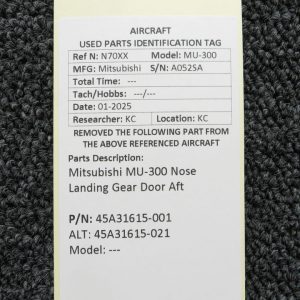 AIRCRAFT
USED PARTS IDENTIFICATION TAG
Ref N: N70XX Model: MU-300
MFG: Mitsubishi S/N: A052SA
Total Time: ---
Tach/Hobbs: ---/---
Date: 01-2025
Researcher: KC Location: KC
REMOVED THE FOLLOWING PART FROM
THE ABOVE REFERENCED AIRCRAFT
Parts Description:
Mitsubishi MU-300 Nose
Landing Gear Door Aft
P/N: 45A31615-001
ALT: 45A31615-021
Model: ---